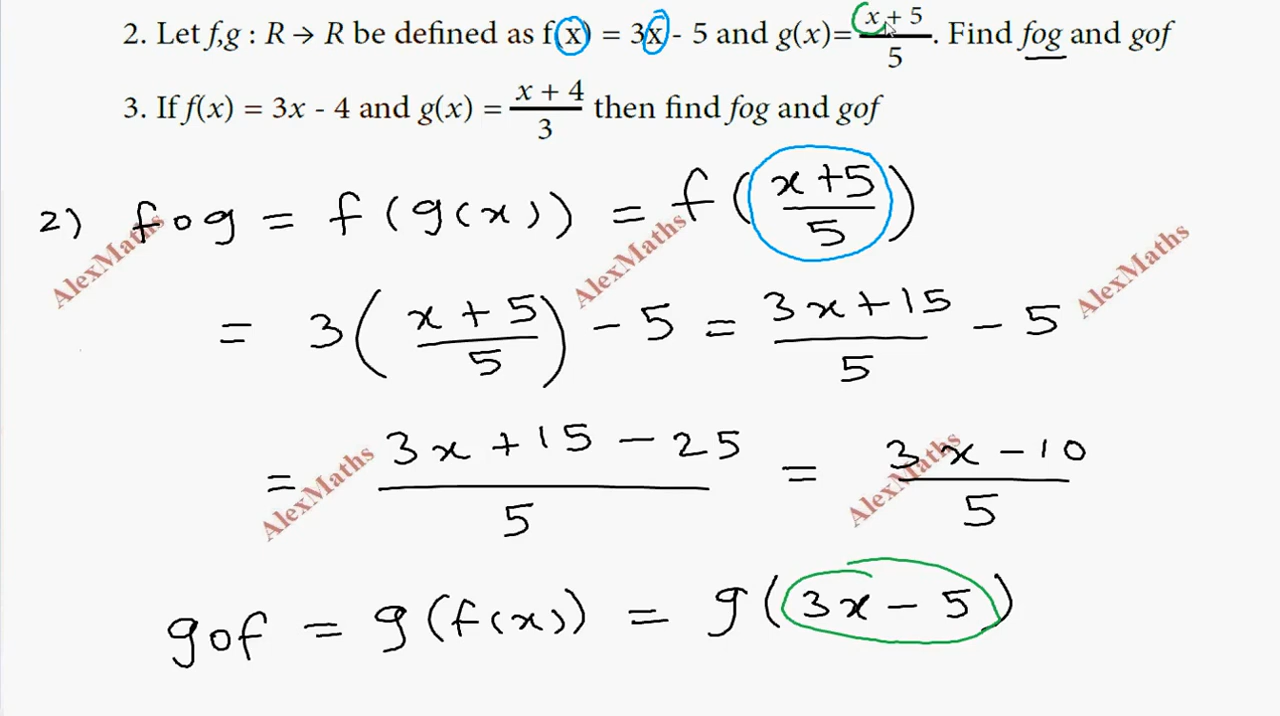 2. Let f,g : R → R be defined as f(x) = 3x - 5 and g(x)= (x + 5)/5. Find fog and gof
3. If f(x) = 3x - 4 and g(x) = (x + 4)/3 then find fog and gof
2) fog = f(g(x)) = f((x+5)/5)
= 3((x+5)/5) - 5 = (3x+15)/5 - 5
= (3x+15-25)/5 = (3x-10)/5
gof = g(f(x)) = g(3x-5)
AlexMaths
AlexMaths
AlexMaths
AlexMaths
AlexMaths